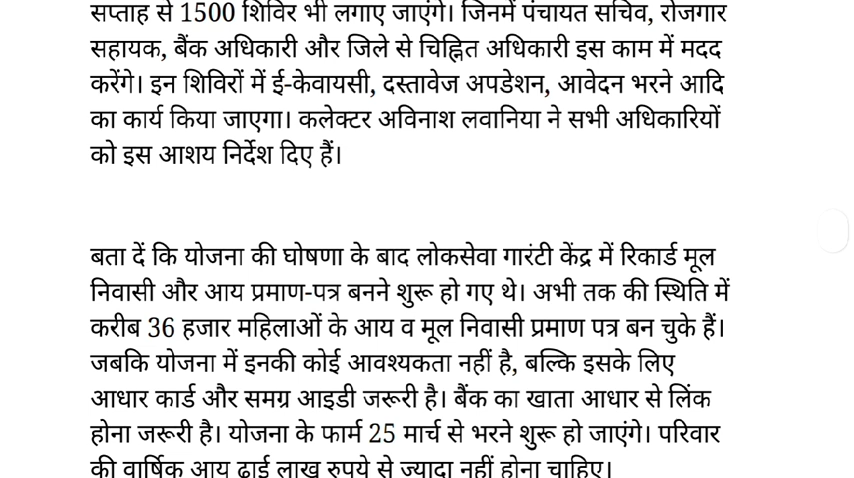 सप्ताह से 1500 शिविर भी लगाए जाएंगे। जिनमें पंचायत सचिव, रोजगार
सहायक, बैंक अधिकारी और जिले से चिह्नित अधिकारी इस काम में मदद
करेंगे। इन शिविरों में ई-केवायसी, दस्तावेज अपडेशन, आवेदन भरने आदि
का कार्य किया जाएगा। कलेक्टर अविनाश लवानिया ने सभी अधिकारियों
को इस आशय निर्देश दिए हैं।
बता दें कि योजना की घोषणा के बाद लोकसेवा गारंटी केंद्र में रिकार्ड मूल
निवासी और आय प्रमाण-पत्र बनने शुरू हो गए थे। अभी तक की स्थिति में
करीब 36 हजार महिलाओं के आय व मूल निवासी प्रमाण पत्र बन चुके हैं।
जबकि योजना में इनकी कोई आवश्यकता नहीं है, बल्कि इसके लिए
आधार कार्ड और समग्र आइडी जरूरी है। बैंक का खाता आधार से लिंक
होना जरूरी है। योजना के फार्म 25 मार्च से भरने शुरू हो जाएंगे। परिवार
की वार्षिक आय ढाई लाख रुपये से ज्यादा नहीं होना चाहिए।